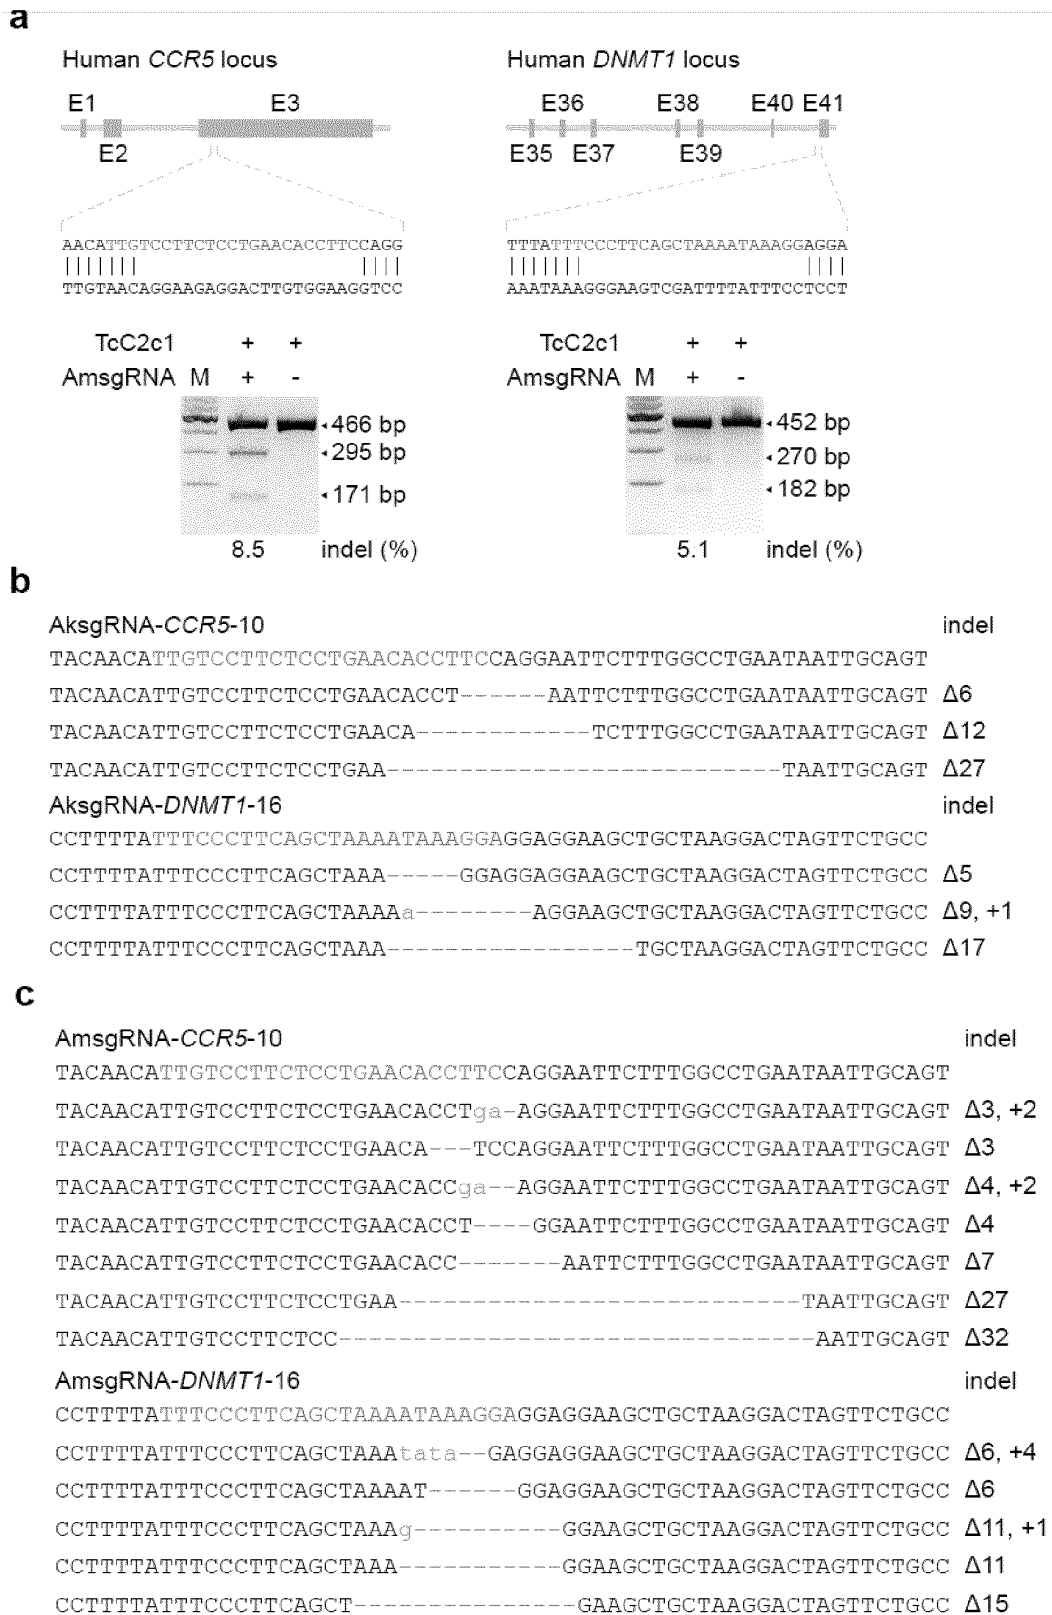 a
Human CCR5 locus
E1 E3
E2
AACATTGTCCTTCTCCTGAACACCTTCCAGG
TTGTAACAGGAAGAGGACTTGTGGAAGGTCC
TcC2c1 + +
AmsgRNA M + -
466 bp
295 bp
171 bp
8.5 indel (%)
Human DNMT1 locus
E36 E38 E40 E41
E35 E37 E39
TTTATTTCCCTTCAGCTAAAATAAAGGAGGA
AAATAAAGGGAAGTCGATTTTATTTCCTCCT
TcC2c1 + +
AmsgRNA M + -
452 bp
270 bp
182 bp
5.1 indel (%)
b
AksgRNA-CCR5-10 indel
TACAACATTGTCCTTCTCCTGAACACCTTCCAGGAATTCTTTGGCCTGAATAATTGCAGT
TACAACATTGTCCTTCTCCTGAACACCT------AATTCTTTGGCCTGAATAATTGCAGT Δ6
TACAACATTGTCCTTCTCCTGAACA------------TCTTTGGCCTGAATAATTGCAGT Δ12
TACAACATTGTCCTTCTCCTGAA---------------------------TAATTGCAGT Δ27
AksgRNA-DNMT1-16 indel
CCTTTTATTTCCCTTCAGCTAAAATAAAGGAGGAGGAAGCTGCTAAGGACTAGTTCTGCC
CCTTTTATTTCCCTTCAGCTAAA-----GGAGGAGGAAGCTGCTAAGGACTAGTTCTGCC Δ5
CCTTTTATTTCCCTTCAGCTAAAAa--------AGGAAGCTGCTAAGGACTAGTTCTGCC Δ9, +1
CCTTTTATTTCCCTTCAGCTAAA-----------------TGCTAAGGACTAGTTCTGCC Δ17
c
AmsgRNA-CCR5-10 indel
TACAACATTGTCCTTCTCCTGAACACCTTCCAGGAATTCTTTGGCCTGAATAATTGCAGT
TACAACATTGTCCTTCTCCTGAACACCTga-AGGAATTCTTTGGCCTGAATAATTGCAGT Δ3, +2
TACAACATTGTCCTTCTCCTGAACA---TCCAGGAATTCTTTGGCCTGAATAATTGCAGT Δ3
TACAACATTGTCCTTCTCCTGAACACCga--AGGAATTCTTTGGCCTGAATAATTGCAGT Δ4, +2
TACAACATTGTCCTTCTCCTGAACACCT----GGAATTCTTTGGCCTGAATAATTGCAGT Δ4
TACAACATTGTCCTTCTCCTGAACACC-------AATTCTTTGGCCTGAATAATTGCAGT Δ7
TACAACATTGTCCTTCTCCTGAA---------------------------TAATTGCAGT Δ27
TACAACATTGTCCTTCTCC--------------------------------AATTGCAGT Δ32
AmsgRNA-DNMT1-16 indel
CCTTTTATTTCCCTTCAGCTAAAATAAAGGAGGAGGAAGCTGCTAAGGACTAGTTCTGCC
CCTTTTATTTCCCTTCAGCTAAAtata--GAGGAGGAAGCTGCTAAGGACTAGTTCTGCC Δ6, +4
CCTTTTATTTCCCTTCAGCTAAAAT------GGAGGAAGCTGCTAAGGACTAGTTCTGCC Δ6
CCTTTTATTTCCCTTCAGCTAAAg----------GGAAGCTGCTAAGGACTAGTTCTGCC Δ11, +1
CCTTTTATTTCCCTTCAGCTAAA-----------GGAAGCTGCTAAGGACTAGTTCTGCC Δ11
CCTTTTATTTCCCTTCAGCT---------------GAAGCTGCTAAGGACTAGTTCTGCC Δ15